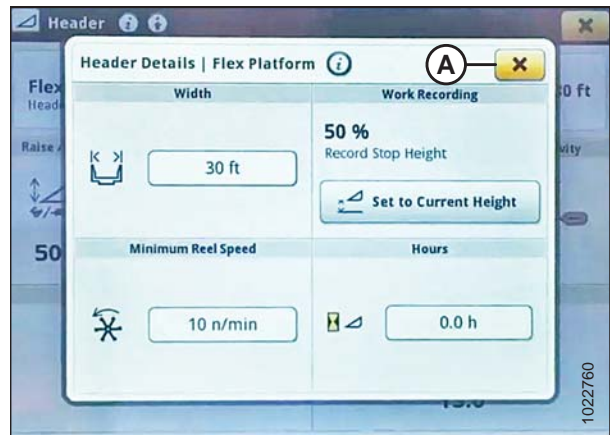 Header
Header Details | Flex Platform
A
Flex
0 ft
Width
Work Recording
50 %
Record Stop Height
Raise
vity
30 ft
Set to Current Height
50
Minimum Reel Speed
Hours
10 n/min
0.0 h
1022760